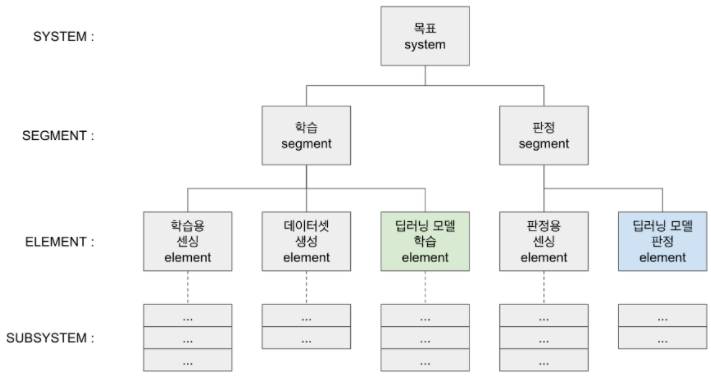 SYSTEM :
목표
system
SEGMENT :
학습
segment
판정
segment
ELEMENT :
학습용
센싱
element
데이터셋
생성
element
딥러닝 모델
학습
element
판정용
센싱
element
딥러닝 모델
판정
element
SUBSYSTEM :
...
...
...
...
...
...
...
...
...
...
...
...
...